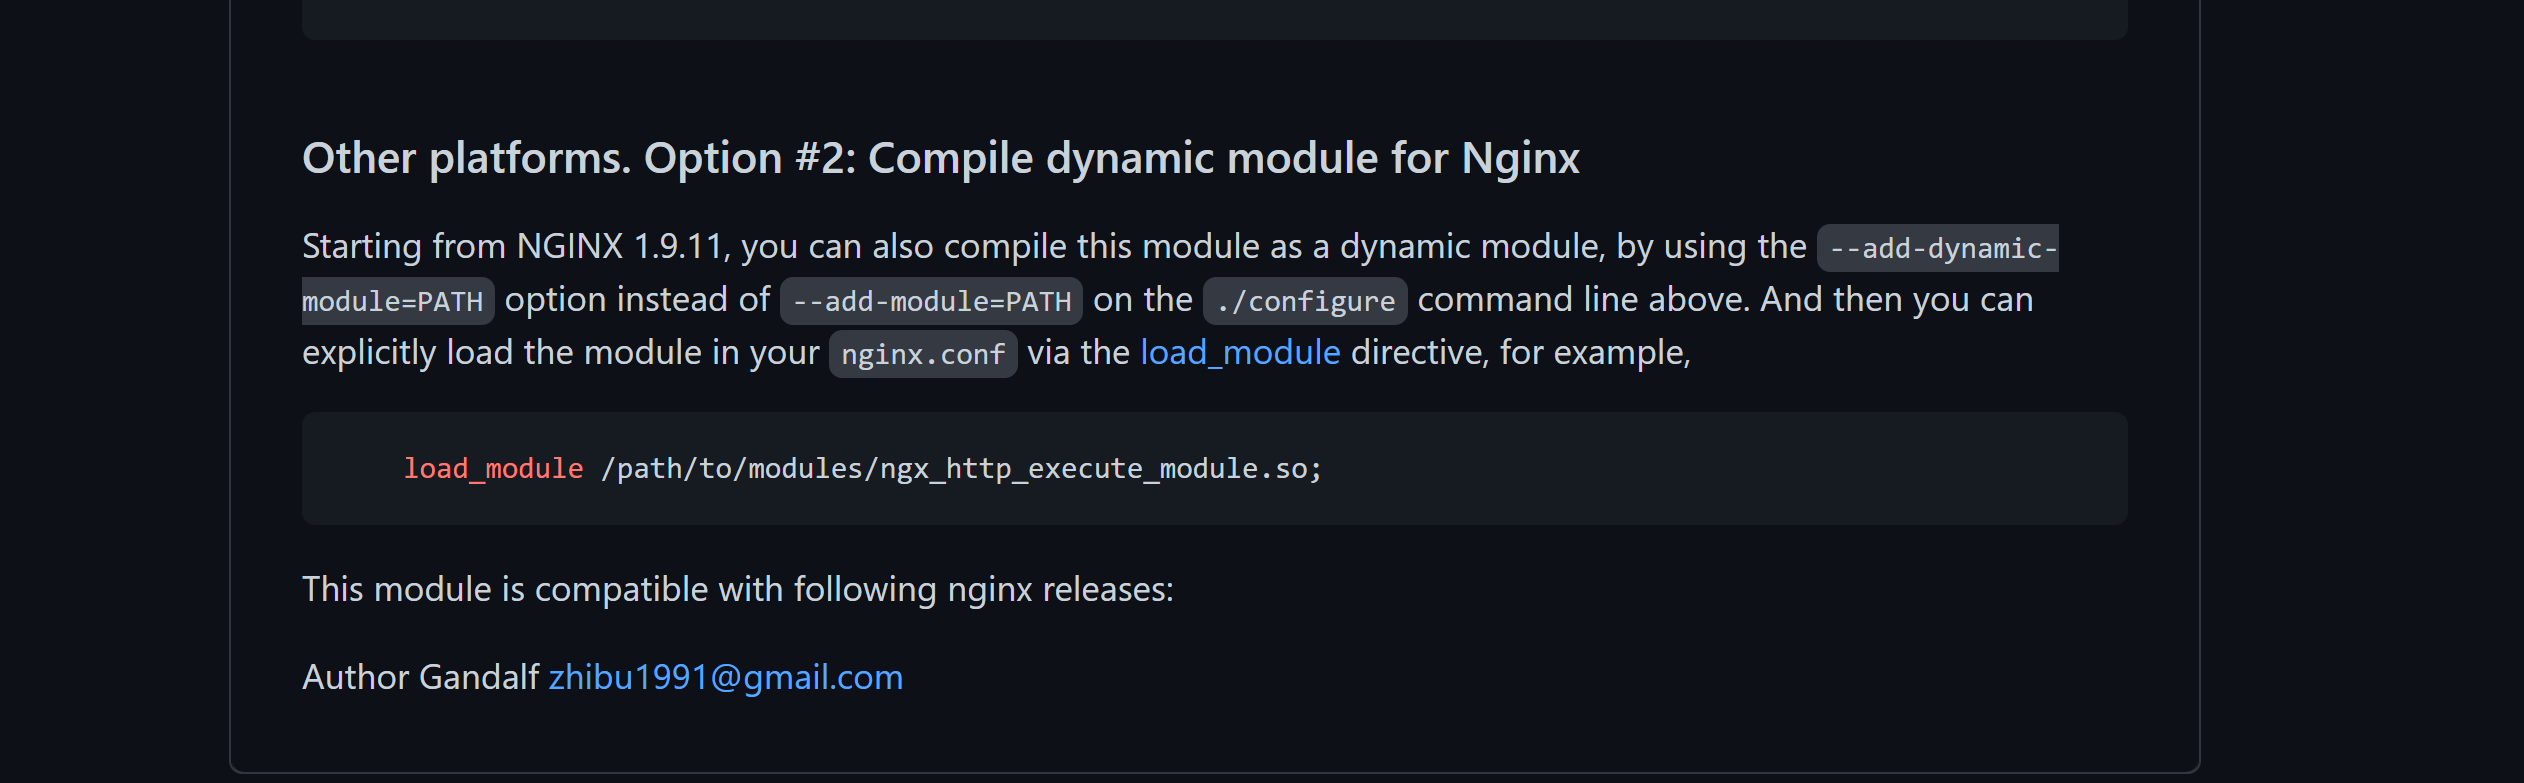 Other platforms. Option #2: Compile dynamic module for Nginx
Starting from NGINX 1.9.11, you can also compile this module as a dynamic module, by using the --add-dynamic-
module=PATH option instead of --add-module=PATH on the ./configure command line above. And then you can
explicitly load the module in your nginx.conf via the load_module directive, for example,
load_module /path/to/modules/ngx_http_execute_module.so;
This module is compatible with following nginx releases:
Author Gandalf zhibu1991@gmail.com